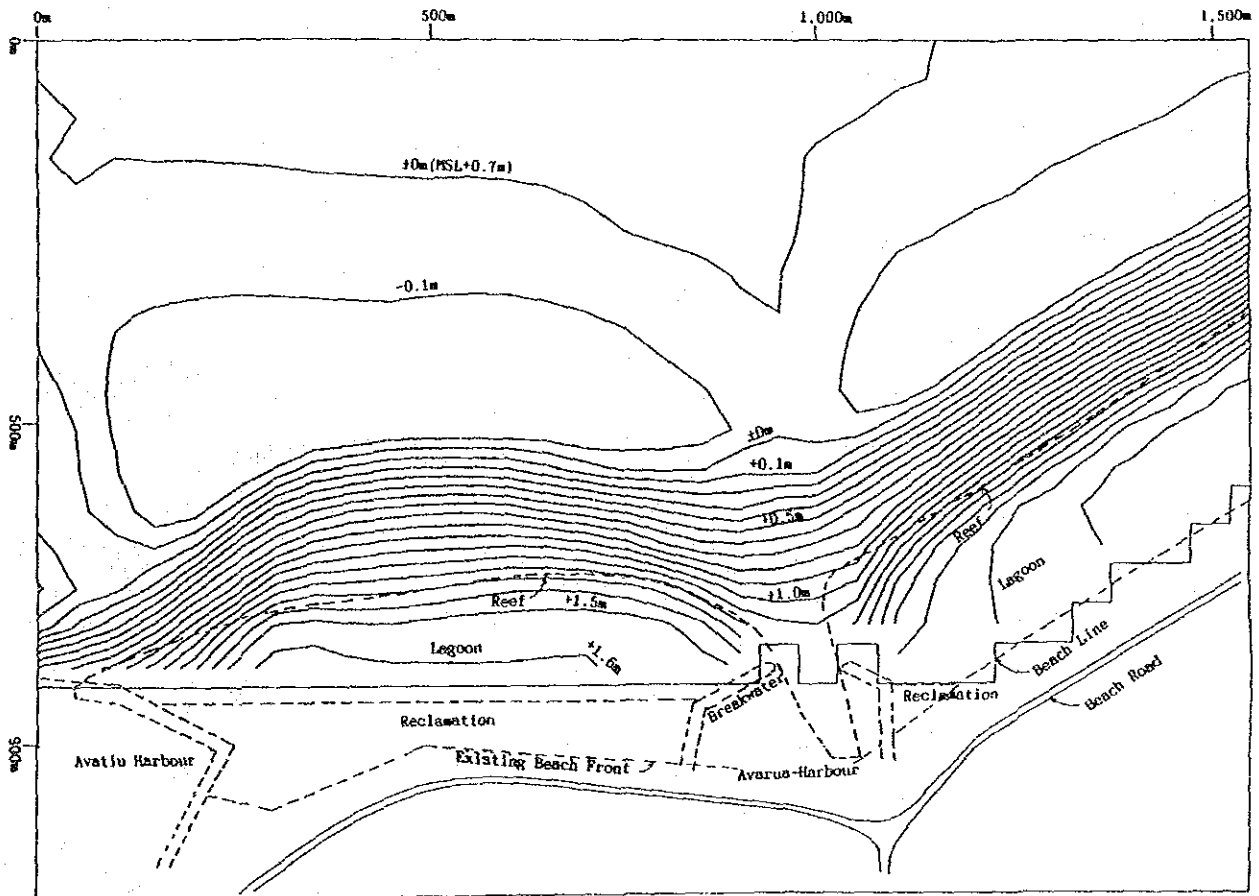 0m
500m
1,000m
1,500m
0m
±0m(MSL+0.7m)
-0.1m
500m
±0m
+0.1m
+0.5m
Reef
Lagoon
+1.0m
Reef
+1.5m
Lagoon
+1.6m
Beach Line
Beach Road
Reclamation
Breakwater
Reclamation
900m
Avatiu Harbour
Existing Beach Front
Avarua-Harbour